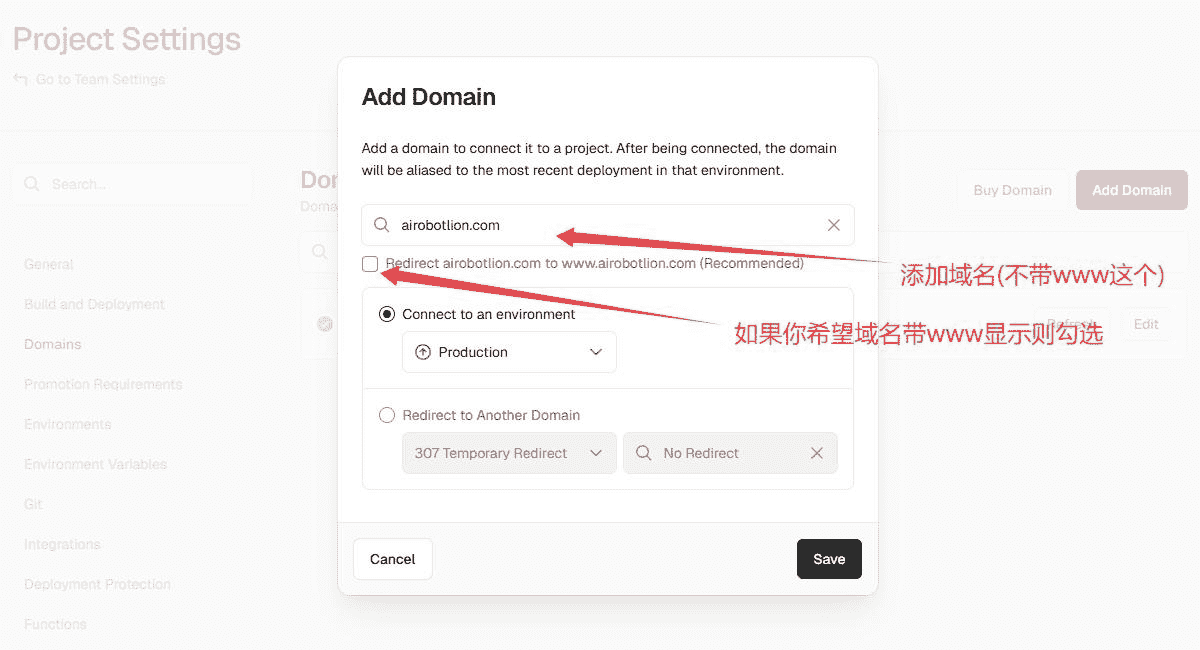 Project Settings
Go to Team Settings
Search...
General
Build and Deployment
Domains
Promotion Requirements
Environments
Environment Variables
Git
Integrations
Deployment Protection
Functions
Buy Domain
Add Domain
Refresh
Edit
Add Domain
Add a domain to connect it to a project. After being connected, the domain
will be aliased to the most recent deployment in that environment.
airobotlion.com
Redirect airobotlion.com to www.airobotlion.com (Recommended)
添加域名(不带www这个)
如果你希望域名带www显示则勾选
Connect to an environment
Production
Redirect to Another Domain
307 Temporary Redirect
No Redirect
Cancel
Save